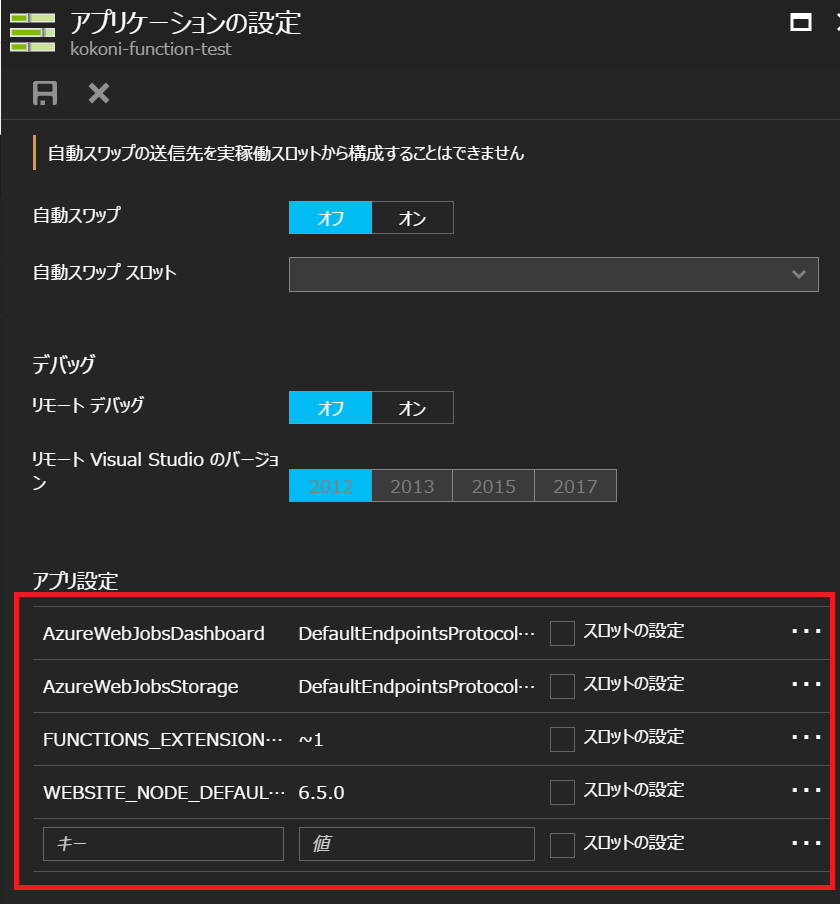 アプリケーションの設定
kokoni-function-test
自動スワップの送信先を実稼働スロットから構成することはできません
自動スワップ オフ オン
自動スワップ スロット
デバッグ
リモート デバッグ オフ オン
リモート Visual Studio のバージョ
ン
2012 2013 2015 2017
アプリ設定
AzureWebJobsDashboard DefaultEndpointsProtocol… スロットの設定 ...
AzureWebJobsStorage DefaultEndpointsProtocol… スロットの設定 ...
FUNCTIONS_EXTENSION… ~1 スロットの設定 ...
WEBSITE_NODE_DEFAUL… 6.5.0 スロットの設定 ...
キー 値 スロットの設定 ...